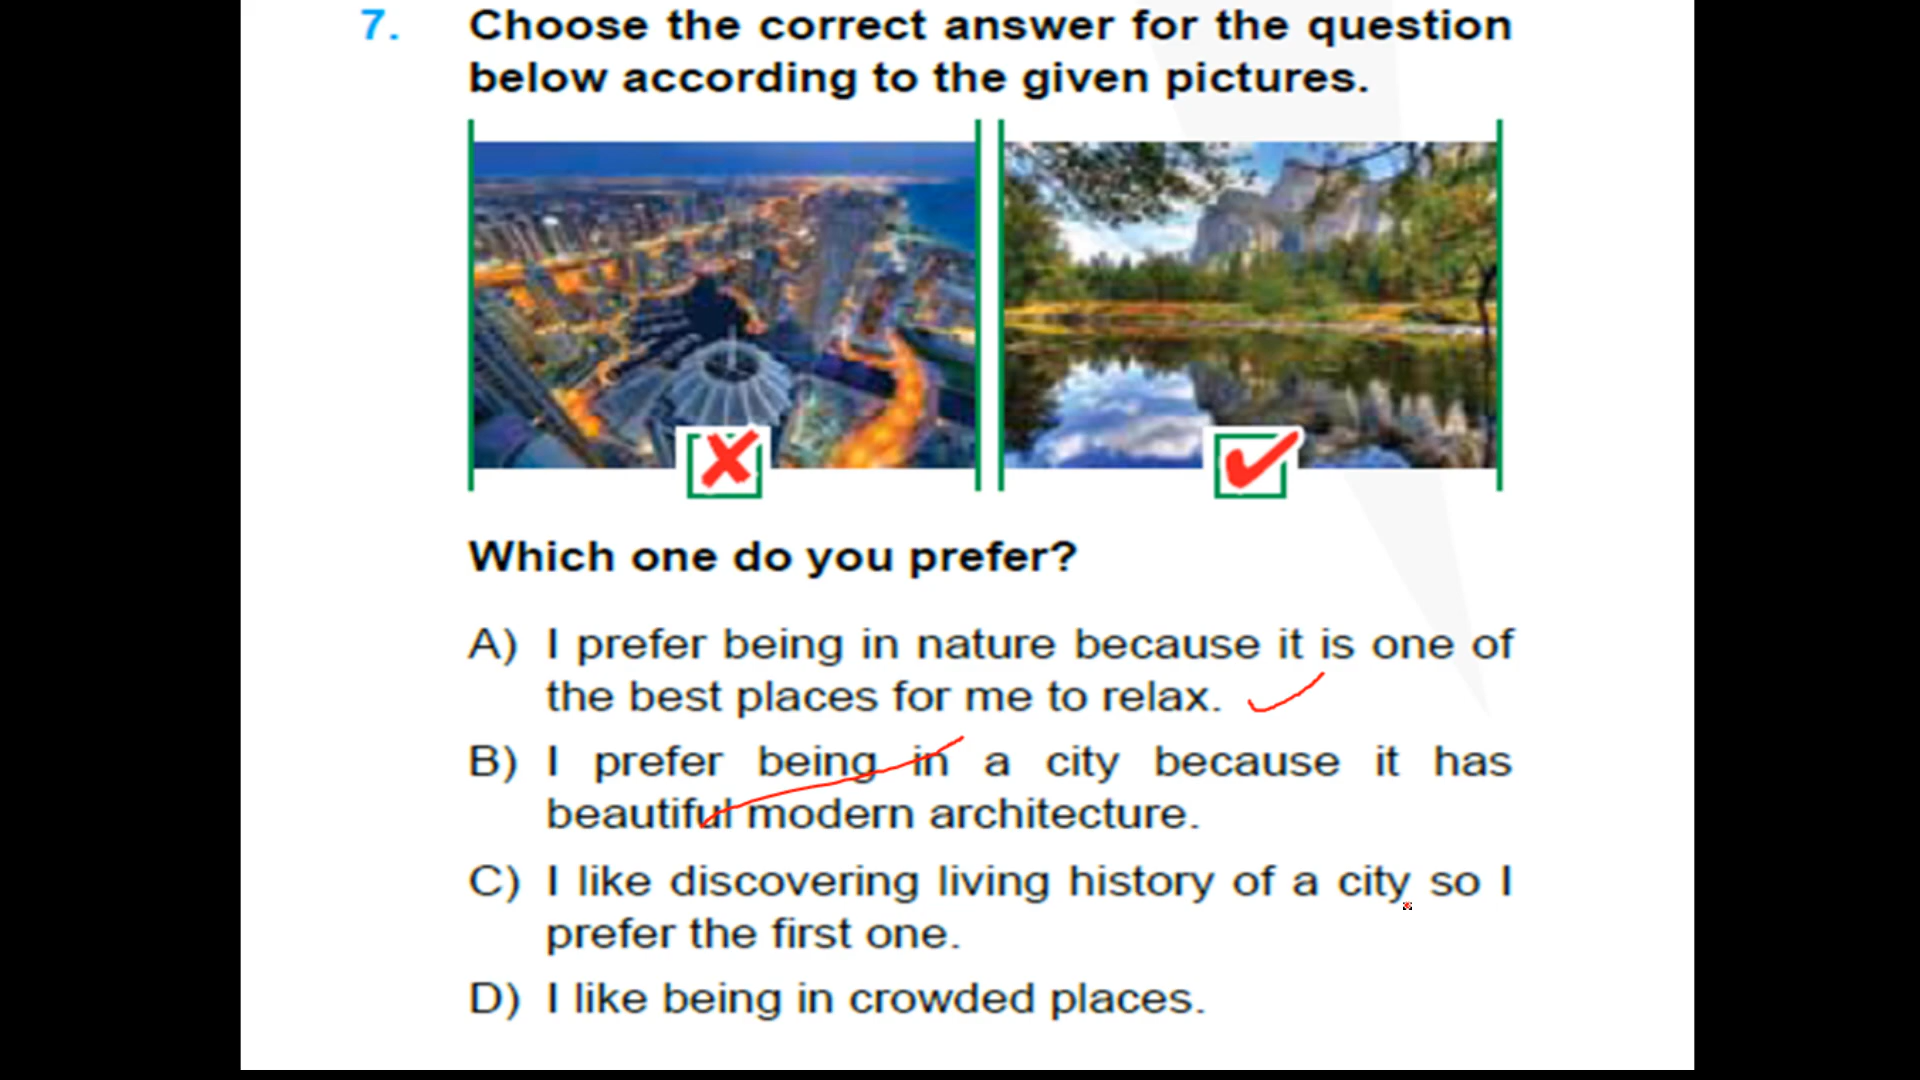 7. Choose the correct answer for the question
below according to the given pictures.
Which one do you prefer?
A) I prefer being in nature because it is one of
the best places for me to relax.
B) I prefer being in a city because it has
beautiful modern architecture.
C) I like discovering living history of a city so I
prefer the first one.
D) I like being in crowded places.